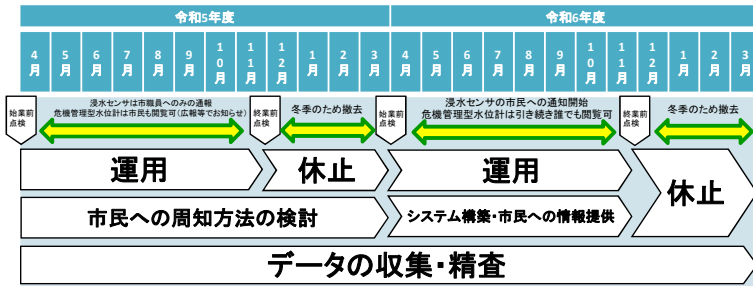 令和5年度
令和6年度
4月 5月 6月 7月 8月 9月 10月 11月 12月 1月 2月 3月 4月 5月 6月 7月 8月 9月 10月 11月 12月 1月 2月 3月
始業前
点検
浸水センサは市職員へのみの通報
危機管理型水位計は市民も閲覧可(広報等でお知らせ)
終業前
点検
冬季のため撤去
始業前
点検
浸水センサの市民への通知開始
危機管理型水位計は引き続き誰でも閲覧可
終業前
点検
冬季のため撤去
運用
休止
運用
休止
市民への周知方法の検討
システム構築・市民への情報提供
データの収集・精査